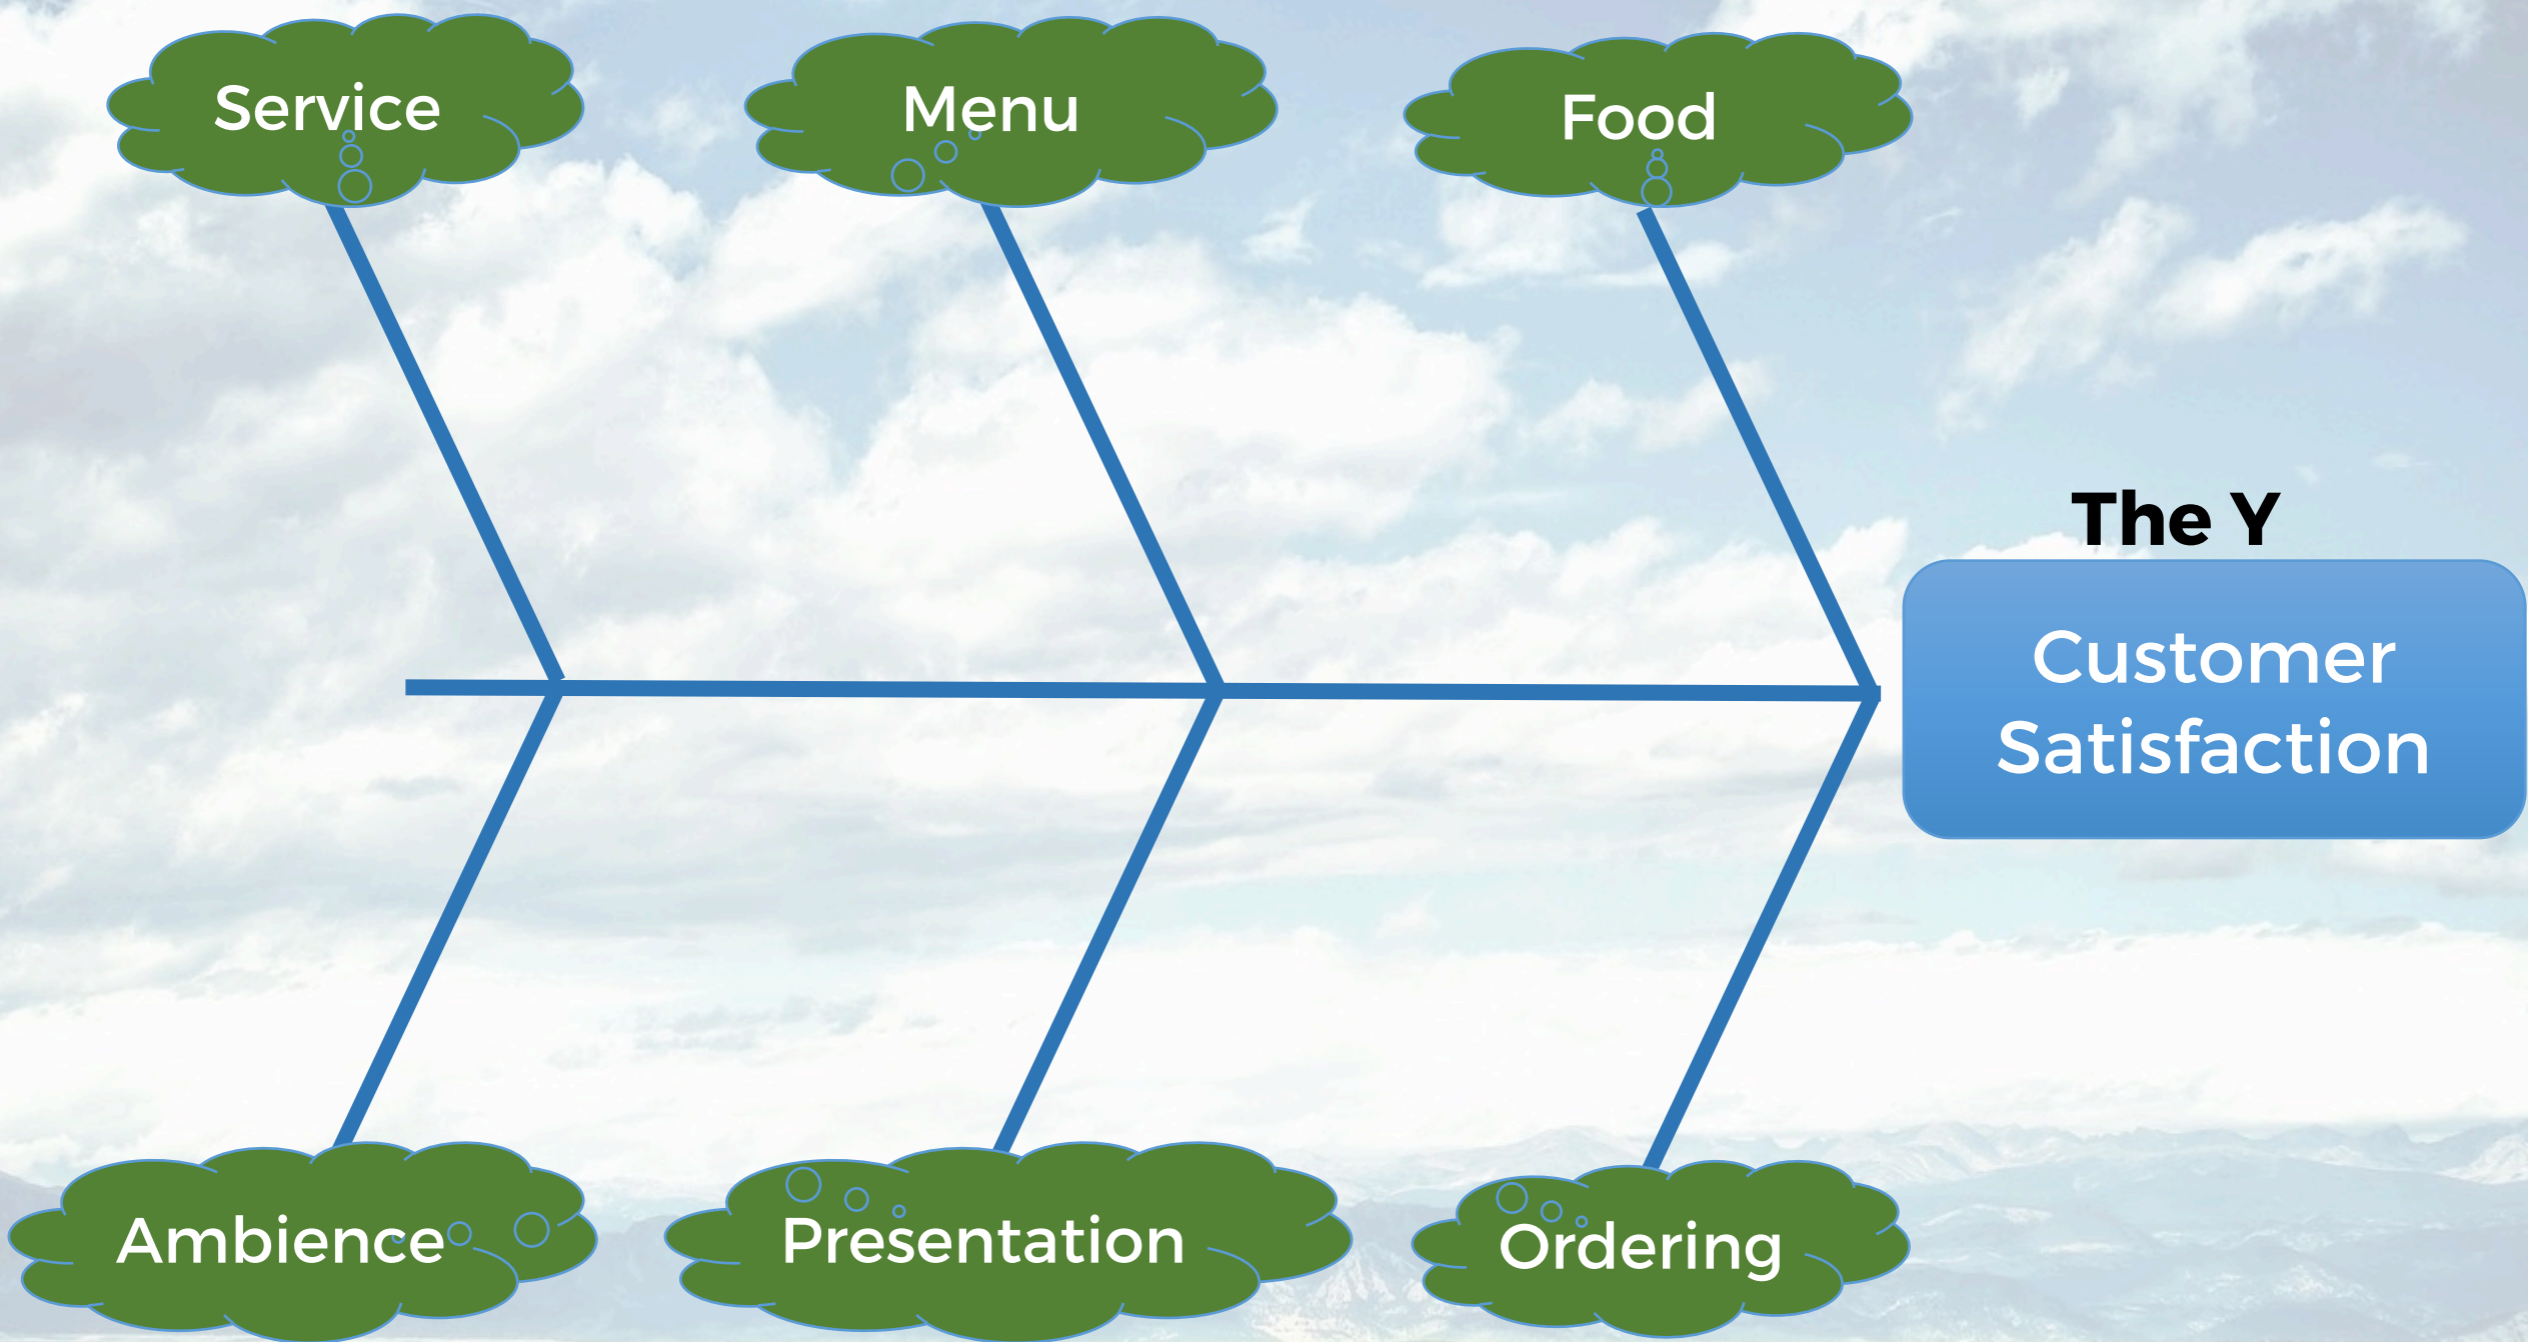 Service
Menu
Food
The Y
Customer
Satisfaction
Ambience
Presentation
Ordering